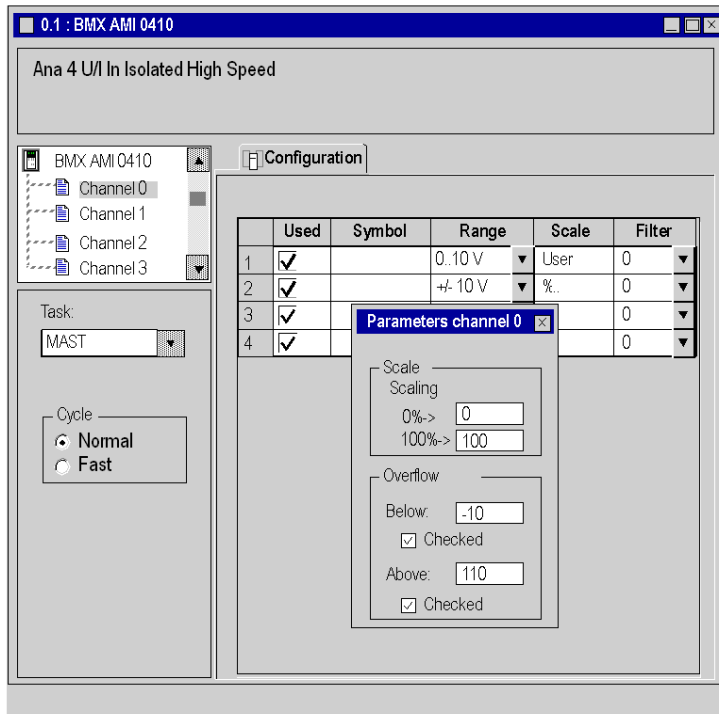 0.1 : BMX AMI 0410
Ana 4 U/I In Isolated High Speed
BMX AMI 0410
Channel 0
Channel 1
Channel 2
Channel 3
Task:
MAST
Cycle
Normal
Fast
Configuration
Used Symbol Range Scale Filter
1 0..10 V User 0
2 +/- 10 V %.. 0
3 0
4 0
Parameters channel 0
Scale
Scaling
0%-> 0
100%-> 100
Overflow
Below: -10
Checked
Above: 110
Checked